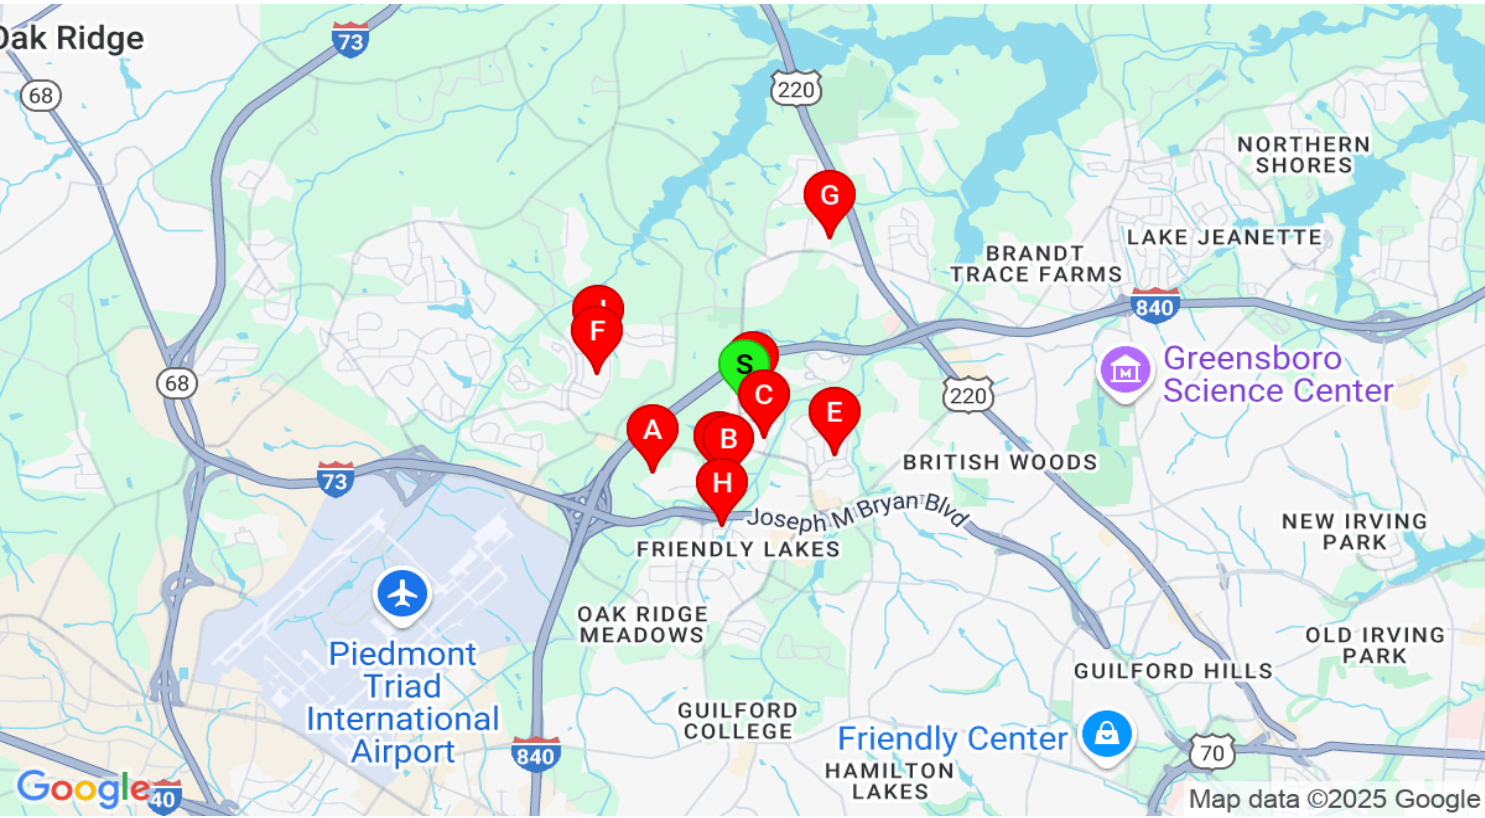 Oak Ridge
73
68
220
NORTHERN
SHORES
G
LAKE JEANETTE
BRANDT
TRACE FARMS
840
F
S
Greensboro
Science Center
68
220
C
E
A
B
BRITISH WOODS
73
H
Joseph M Bryan Blvd
NEW IRVING
PARK
FRIENDLY LAKES
OAK RIDGE
MEADOWS
OLD IRVING
PARK
Piedmont
Triad
International
Airport
GUILFORD HILLS
GUILFORD
COLLEGE
Friendly Center
840
70
HAMILTON
LAKES
Google
40
Map data ©2025 Google